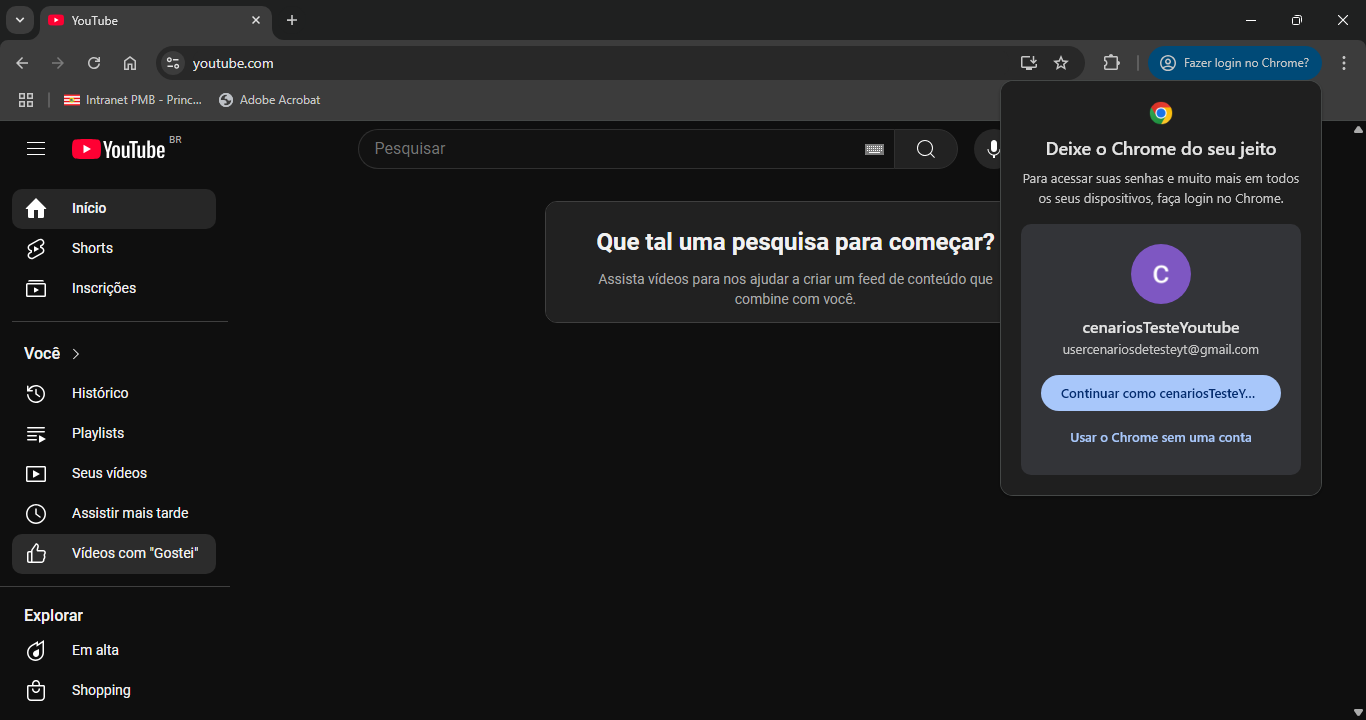 YouTube
youtube.com
Fazer login no Chrome?
Intranet PMB - Princ...
Adobe Acrobat
YouTube BR
Pesquisar
Início
Shorts
Inscrições
Você
Histórico
Playlists
Seus vídeos
Assistir mais tarde
Vídeos com "Gostei"
Explorar
Em alta
Shopping
Que tal uma pesquisa para começar?
Assista vídeos para nos ajudar a criar um feed de conteúdo que
combine com você.
Deixe o Chrome do seu jeito
Para acessar suas senhas e muito mais em todos
os seus dispositivos, faça login no Chrome.
C
cenariosTesteYoutube
usercenariosdetesteyt@gmail.com
Continuar como cenariosTesteY...
Usar o Chrome sem uma conta